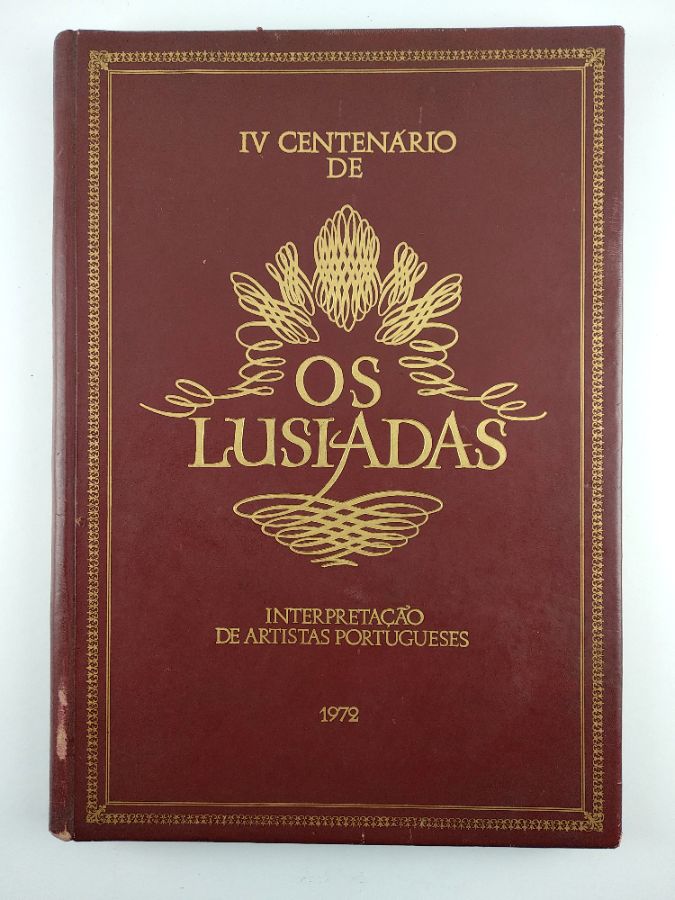 IV CENTENÁRIO
DE
OS
LUSIADAS
INTERPRETAÇÃO
DE ARTISTAS PORTUGUESES
1972